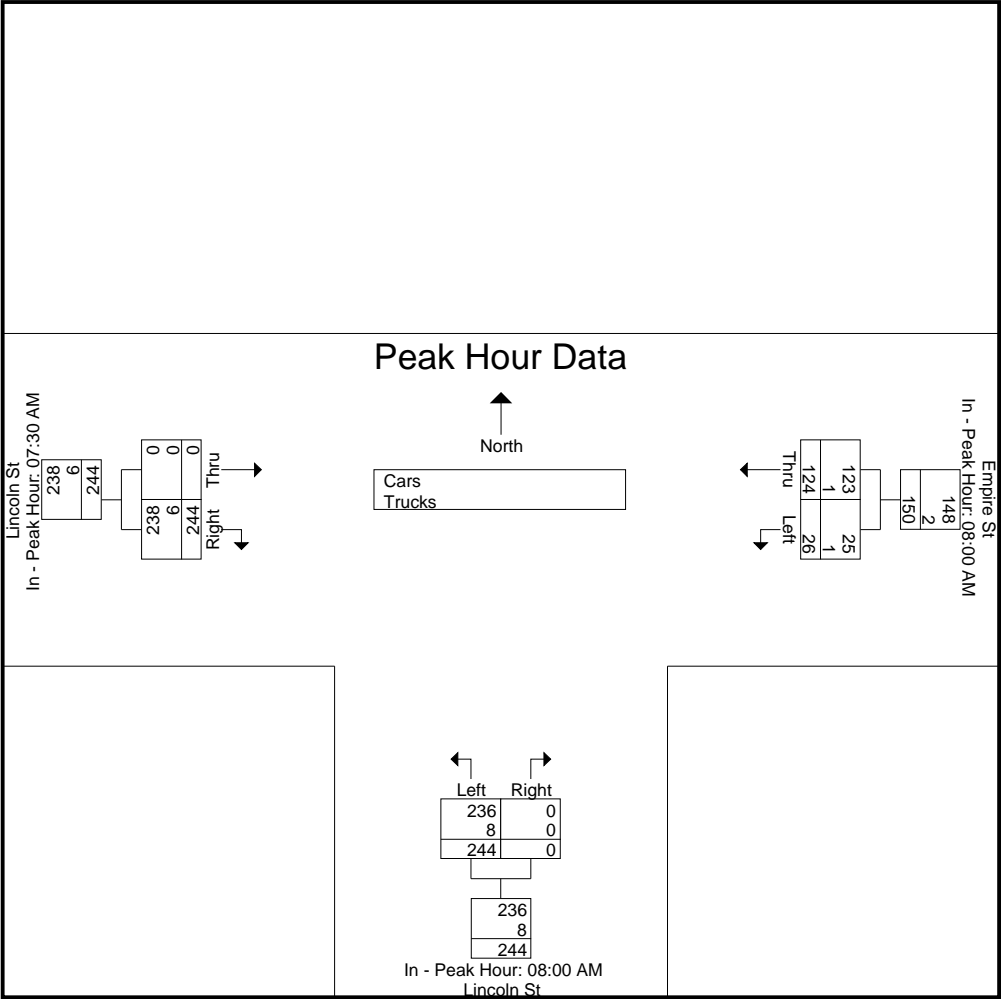 Peak Hour Data
North
Cars
Trucks
Lincoln St
In - Peak Hour: 07:30 AM
238
6
244
0
0
0
238
6
244
Thru
Right
Empire St
In - Peak Hour: 08:00 AM
148
2
150
123
1
124
25
1
26
Thru
Left
Left Right
236 0
8 0
244 0
236
8
244
In - Peak Hour: 08:00 AM
Lincoln St